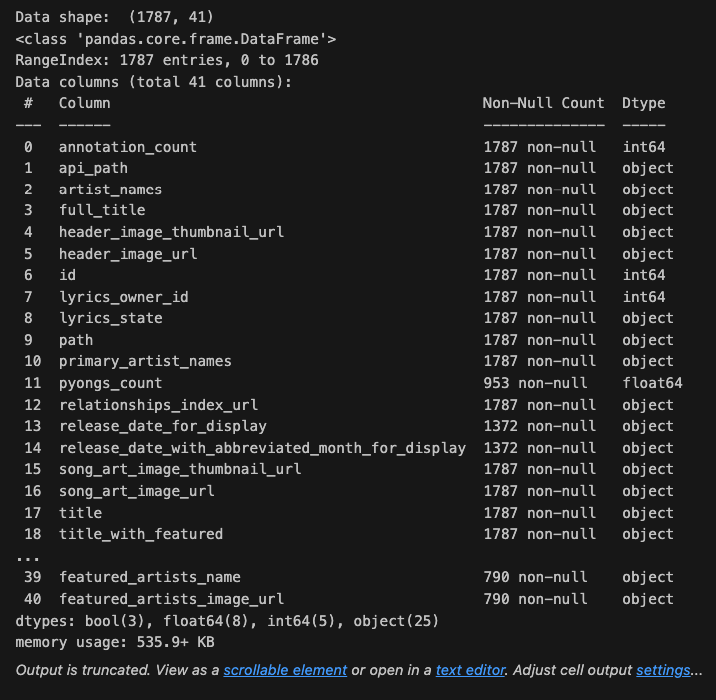 Data shape:  (1787, 41)
<class 'pandas.core.frame.DataFrame'>
RangeIndex: 1787 entries, 0 to 1786
Data columns (total 41 columns):
 #   Column                                       Non-Null Count  Dtype
---  ------                                       --------------  -----
 0   annotation_count                             1787 non-null   int64
 1   api_path                                     1787 non-null   object
 2   artist_names                                 1787 non-null   object
 3   full_title                                   1787 non-null   object
 4   header_image_thumbnail_url                   1787 non-null   object
 5   header_image_url                             1787 non-null   object
 6   id                                           1787 non-null   int64
 7   lyrics_owner_id                              1787 non-null   int64
 8   lyrics_state                                 1787 non-null   object
 9   path                                         1787 non-null   object
 10  primary_artist_names                         1787 non-null   object
 11  pyongs_count                                 953 non-null    float64
 12  relationships_index_url                      1787 non-null   object
 13  release_date_for_display                     1372 non-null   object
 14  release_date_with_abbreviated_month_for_display  1372 non-null   object
 15  song_art_image_thumbnail_url                 1787 non-null   object
 16  song_art_image_url                           1787 non-null   object
 17  title                                        1787 non-null   object
 18  title_with_featured                          1787 non-null   object
...
 39  featured_artists_name                        790 non-null    object
 40  featured_artists_image_url                   790 non-null    object
dtypes: bool(3), float64(8), int64(5), object(25)
memory usage: 535.9+ KB
Output is truncated. View as a scrollable element or open in a text editor. Adjust cell output settings...